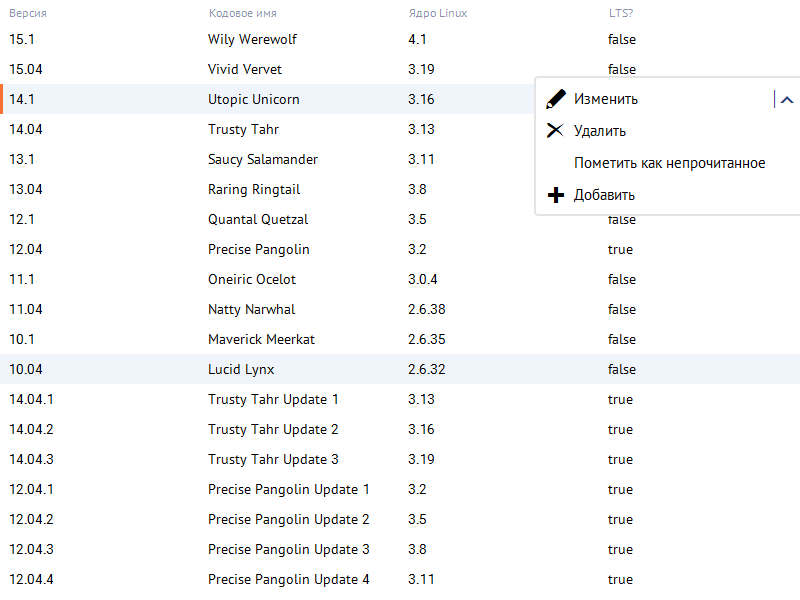 Версия Кодовое имя Ядро Linux LTS?
15.1 Wily Werewolf 4.1 false
15.04 Vivid Vervet 3.19 false
14.1 Utopic Unicorn 3.16 Изменить
14.04 Trusty Tahr 3.13 Удалить
13.1 Saucy Salamander 3.11 Пометить как непрочитанное
13.04 Raring Ringtail 3.8 Добавить
12.1 Quantal Quetzal 3.5 false
12.04 Precise Pangolin 3.2 true
11.1 Oneiric Ocelot 3.0.4 false
11.04 Natty Narwhal 2.6.38 false
10.1 Maverick Meerkat 2.6.35 false
10.04 Lucid Lynx 2.6.32 false
14.04.1 Trusty Tahr Update 1 3.13 true
14.04.2 Trusty Tahr Update 2 3.16 true
14.04.3 Trusty Tahr Update 3 3.19 true
12.04.1 Precise Pangolin Update 1 3.2 true
12.04.2 Precise Pangolin Update 2 3.5 true
12.04.3 Precise Pangolin Update 3 3.8 true
12.04.4 Precise Pangolin Update 4 3.11 true